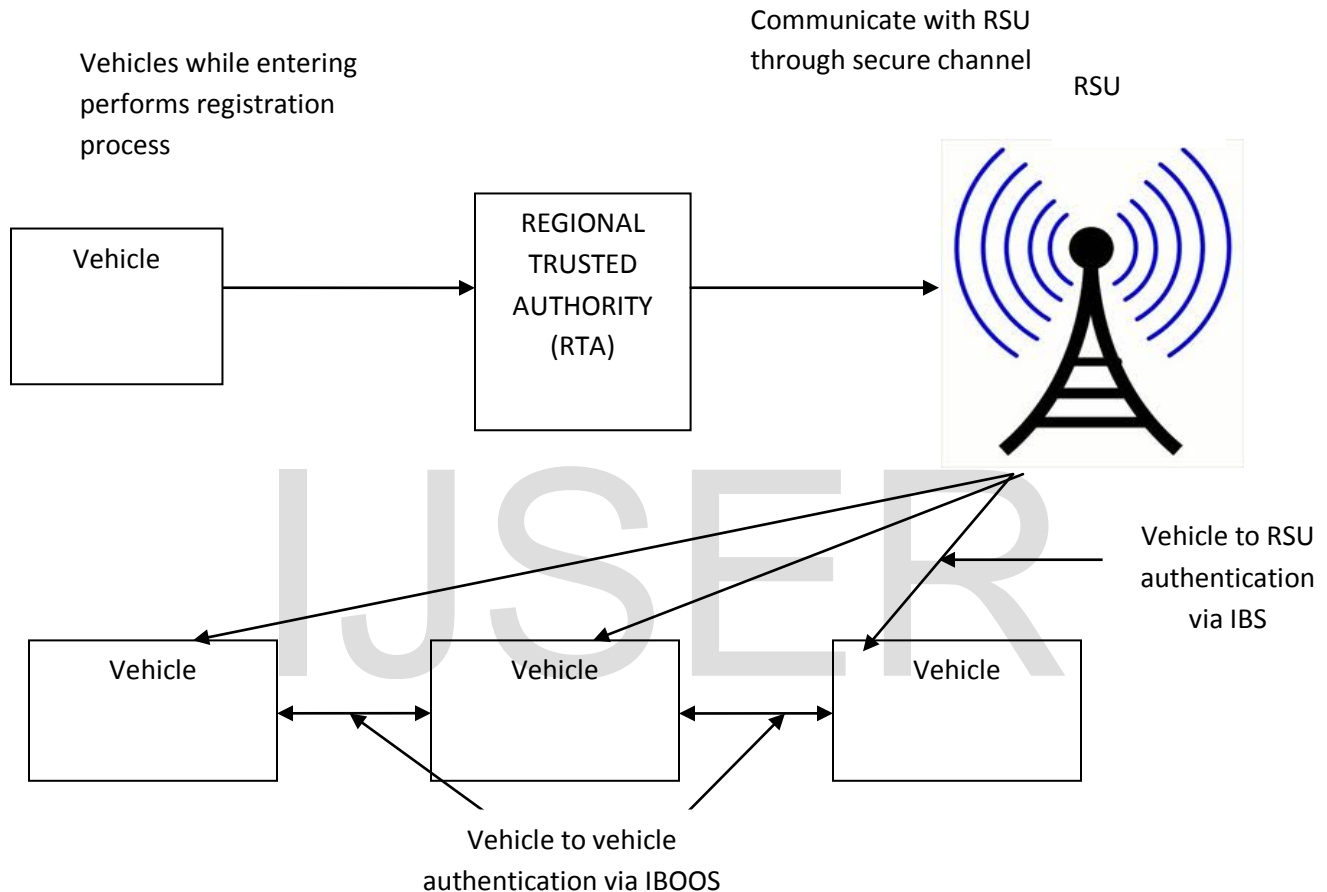 Communicate with RSU
through secure channel
Vehicles while entering
performs registration
process
RSU
Vehicle
REGIONAL
TRUSTED
AUTHORITY
(RTA)
IJSER
Vehicle to RSU
authentication
via IBS
Vehicle
Vehicle
Vehicle
Vehicle to vehicle
authentication via IBOOS